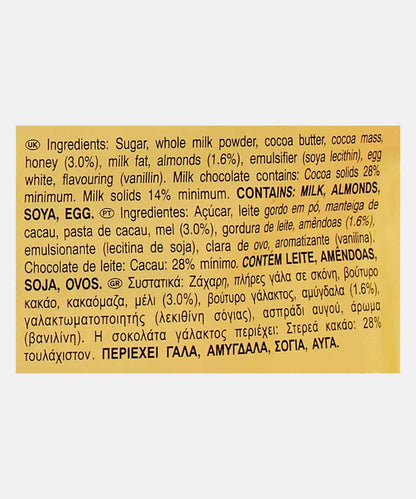 UK Ingredients: Sugar, whole milk powder, cocoa butter, cocoa mass,
honey (3.0%), milk fat, almonds (1.6%), emulsifier (soya lecithin), egg
white, flavouring (vanillin). Milk chocolate contains: Cocoa solids 28%
minimum. Milk solids 14% minimum. CONTAINS: MILK, ALMONDS,
SOYA, EGG. PT Ingredientes: Açúcar, leite gordo em pó, manteiga de
cacau, pasta de cacau, mel (3.0%), gordura de leite, amêndoas (1.6%),
emulsionante (lecitina de soja), clara de ovo, aromatizante (vanilina).
Chocolate de leite: Cacau: 28% mínimo. CONTÉM LEITE, AMÊNDOAS,
SOJA, OVOS. GR Συστατικά: Ζάχαρη, πλήρες γάλα σε σκόνη, βούτυρο
κακάο, κακαόμαζα, μέλι (3.0%), βούτυρο γάλακτος, αμύγδαλα (1.6%),
γαλακτωματοποιητής (λεκιθίνη σόγιας), ασπράδι αυγού, άρωμα
(βανιλίνη). Η σοκολάτα γάλακτος περιέχει: Στερεά κακάο: 28%
τουλάχιστον. ΠΕΡΙΕΧΕΙ ΓΑΛΑ, ΑΜΥΓΔΑΛΑ, ΣΟΓΙΑ, ΑΥΓΑ.